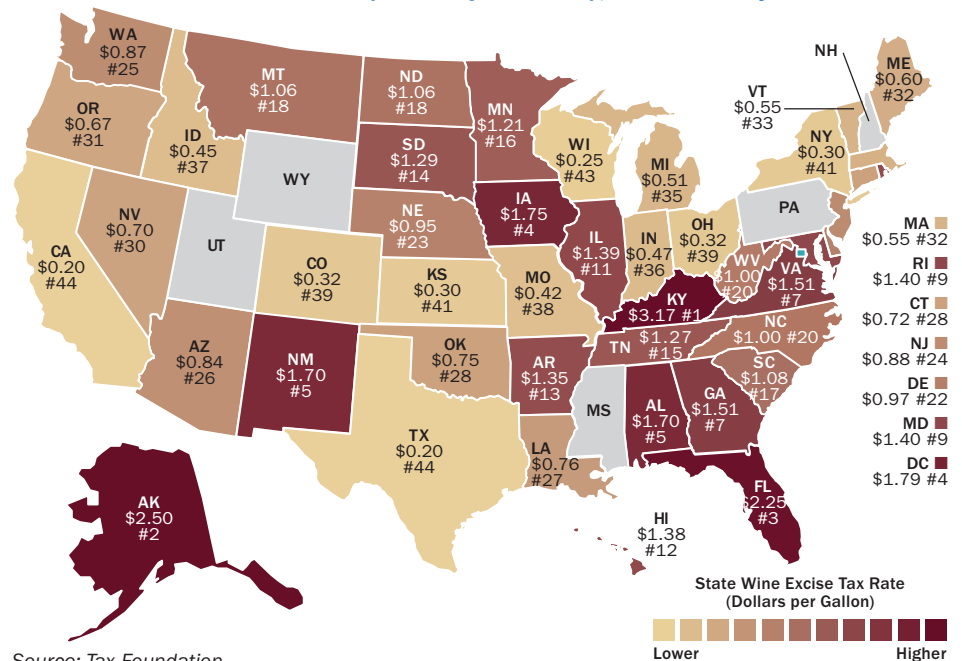 WA
$0.87
#25
OR
$0.67
#31
CA
$0.20
#44
ID
$0.45
#37
NV
$0.70
#30
MT
$1.06
#18
WY
UT
AZ
$0.84
#26
CO
$0.32
#39
NM
$1.70
#5
ND
$1.06
#18
SD
$1.29
#14
NE
$0.95
#23
KS
$0.30
#41
OK
$0.75
#28
TX
$0.20
#44
MN
$1.21
#16
IA
$1.75
#4
MO
$0.42
#38
AR
$1.35
#13
LA
$0.76
#27
WI
$0.25
#43
IL
$1.39
#11
MI
$0.51
#35
IN
$0.47
#36
OH
$0.32
#39
KY
$3.17 #1
TN
$1.27
#15
MS
AL
$1.70
#5
GA
$1.51
#7
FL
$2.25
#3
SC
$1.08
#17
NC
$1.00 #20
VA
$1.51
#7
WV
$1.00
#20
PA
NY
$0.30
#41
VT
$0.55
#33
NH
ME
$0.60
#32
MA
$0.55 #32
RI
$1.40 #9
CT
$0.72 #28
NJ
$0.88 #24
DE
$0.97 #22
MD
$1.40 #9
DC
$1.79 #4
AK
$2.50
#2
HI
$1.38
#12
State Wine Excise Tax Rate
(Dollars per Gallon)
Lower Higher
Source: Tax Foundation